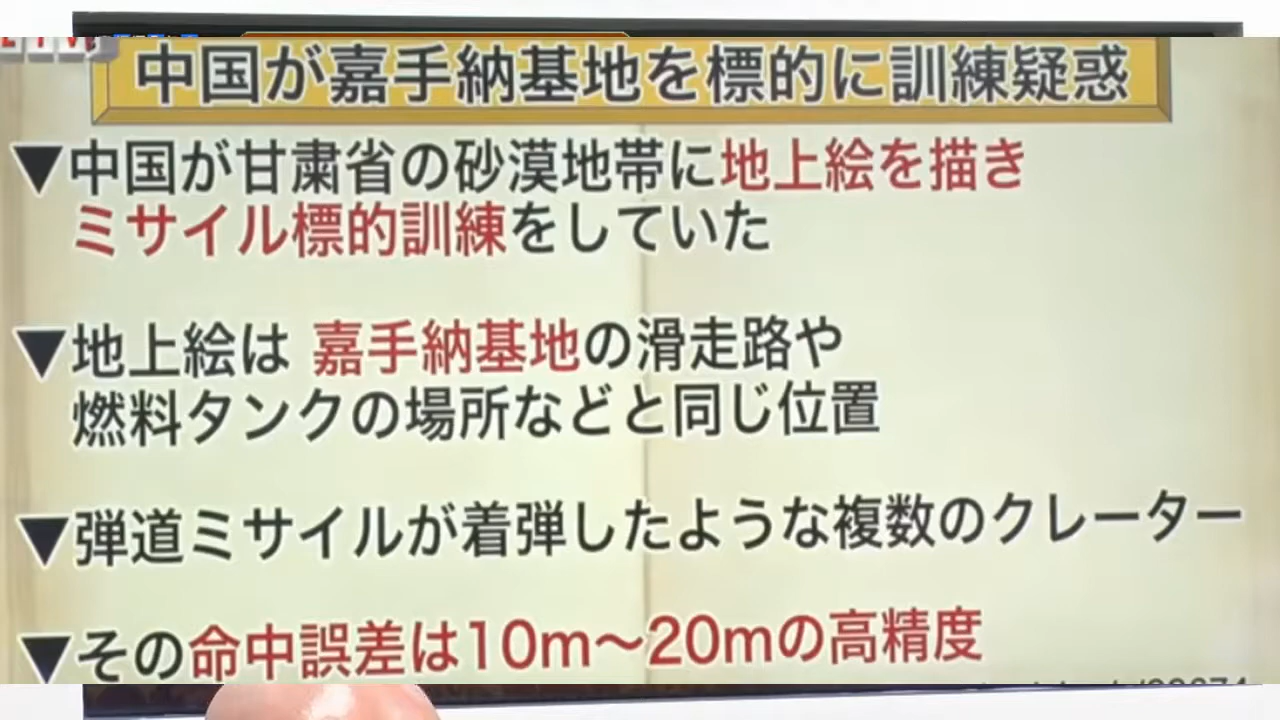 LIVE
中国が嘉手納基地を標的に訓練疑惑
▼中国が甘粛省の砂漠地帯に地上絵を描き
ミサイル標的訓練をしていた
▼地上絵は 嘉手納基地の滑走路や
燃料タンクの場所などと同じ位置
▼弾道ミサイルが着弾したような複数のクレーター
▼その命中誤差は10m〜20mの高精度